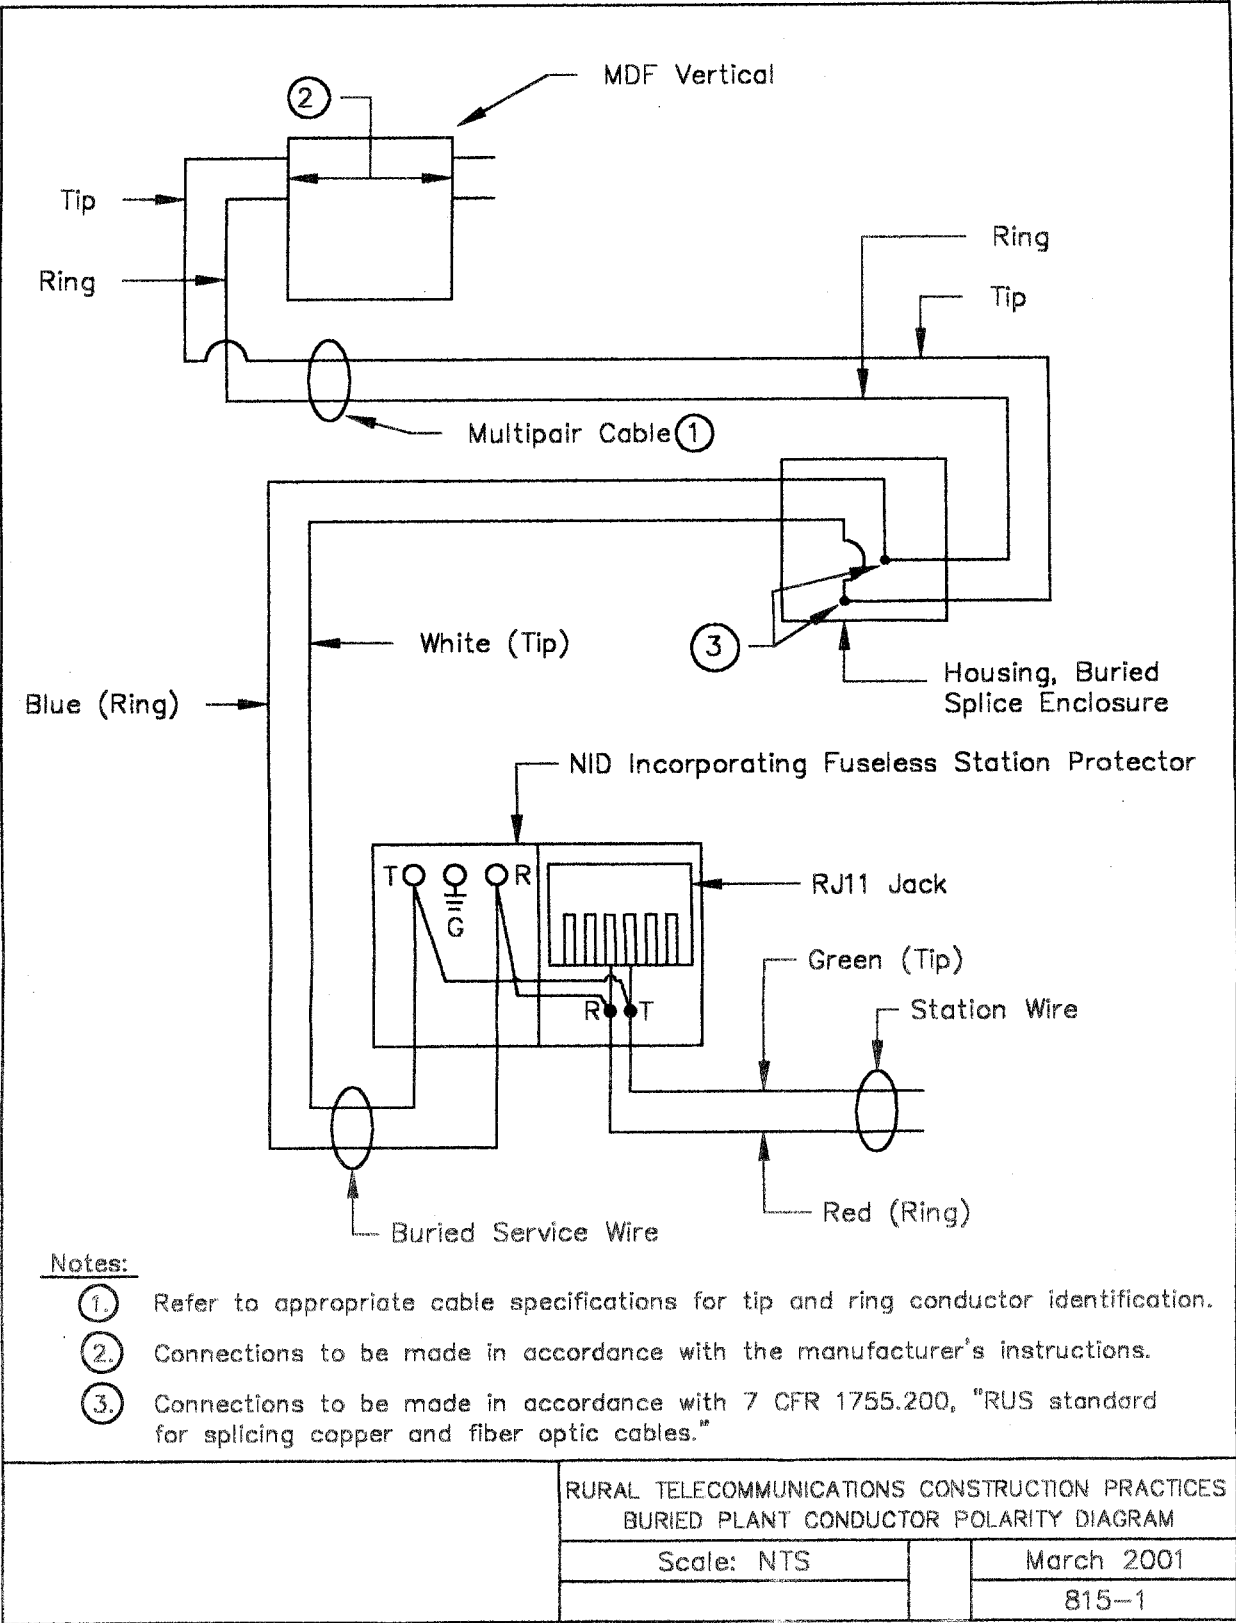 MDF Vertical
2
Tip
Ring
Ring
Tip
Multipair Cable 1
White (Tip)
3
Housing, Buried
Splice Enclosure
Blue (Ring)
NID Incorporating Fuseless Station Protector
T
R
G
RJ11 Jack
Green (Tip)
R
T
Station Wire
Red (Ring)
Buried Service Wire
Notes:
1. Refer to appropriate cable specifications for tip and ring conductor identification.
2. Connections to be made in accordance with the manufacturer's instructions.
3. Connections to be made in accordance with 7 CFR 1755.200, "RUS standard
for splicing copper and fiber optic cables."
RURAL TELECOMMUNICATIONS CONSTRUCTION PRACTICES
BURIED PLANT CONDUCTOR POLARITY DIAGRAM
Scale: NTS
March 2001
815-1